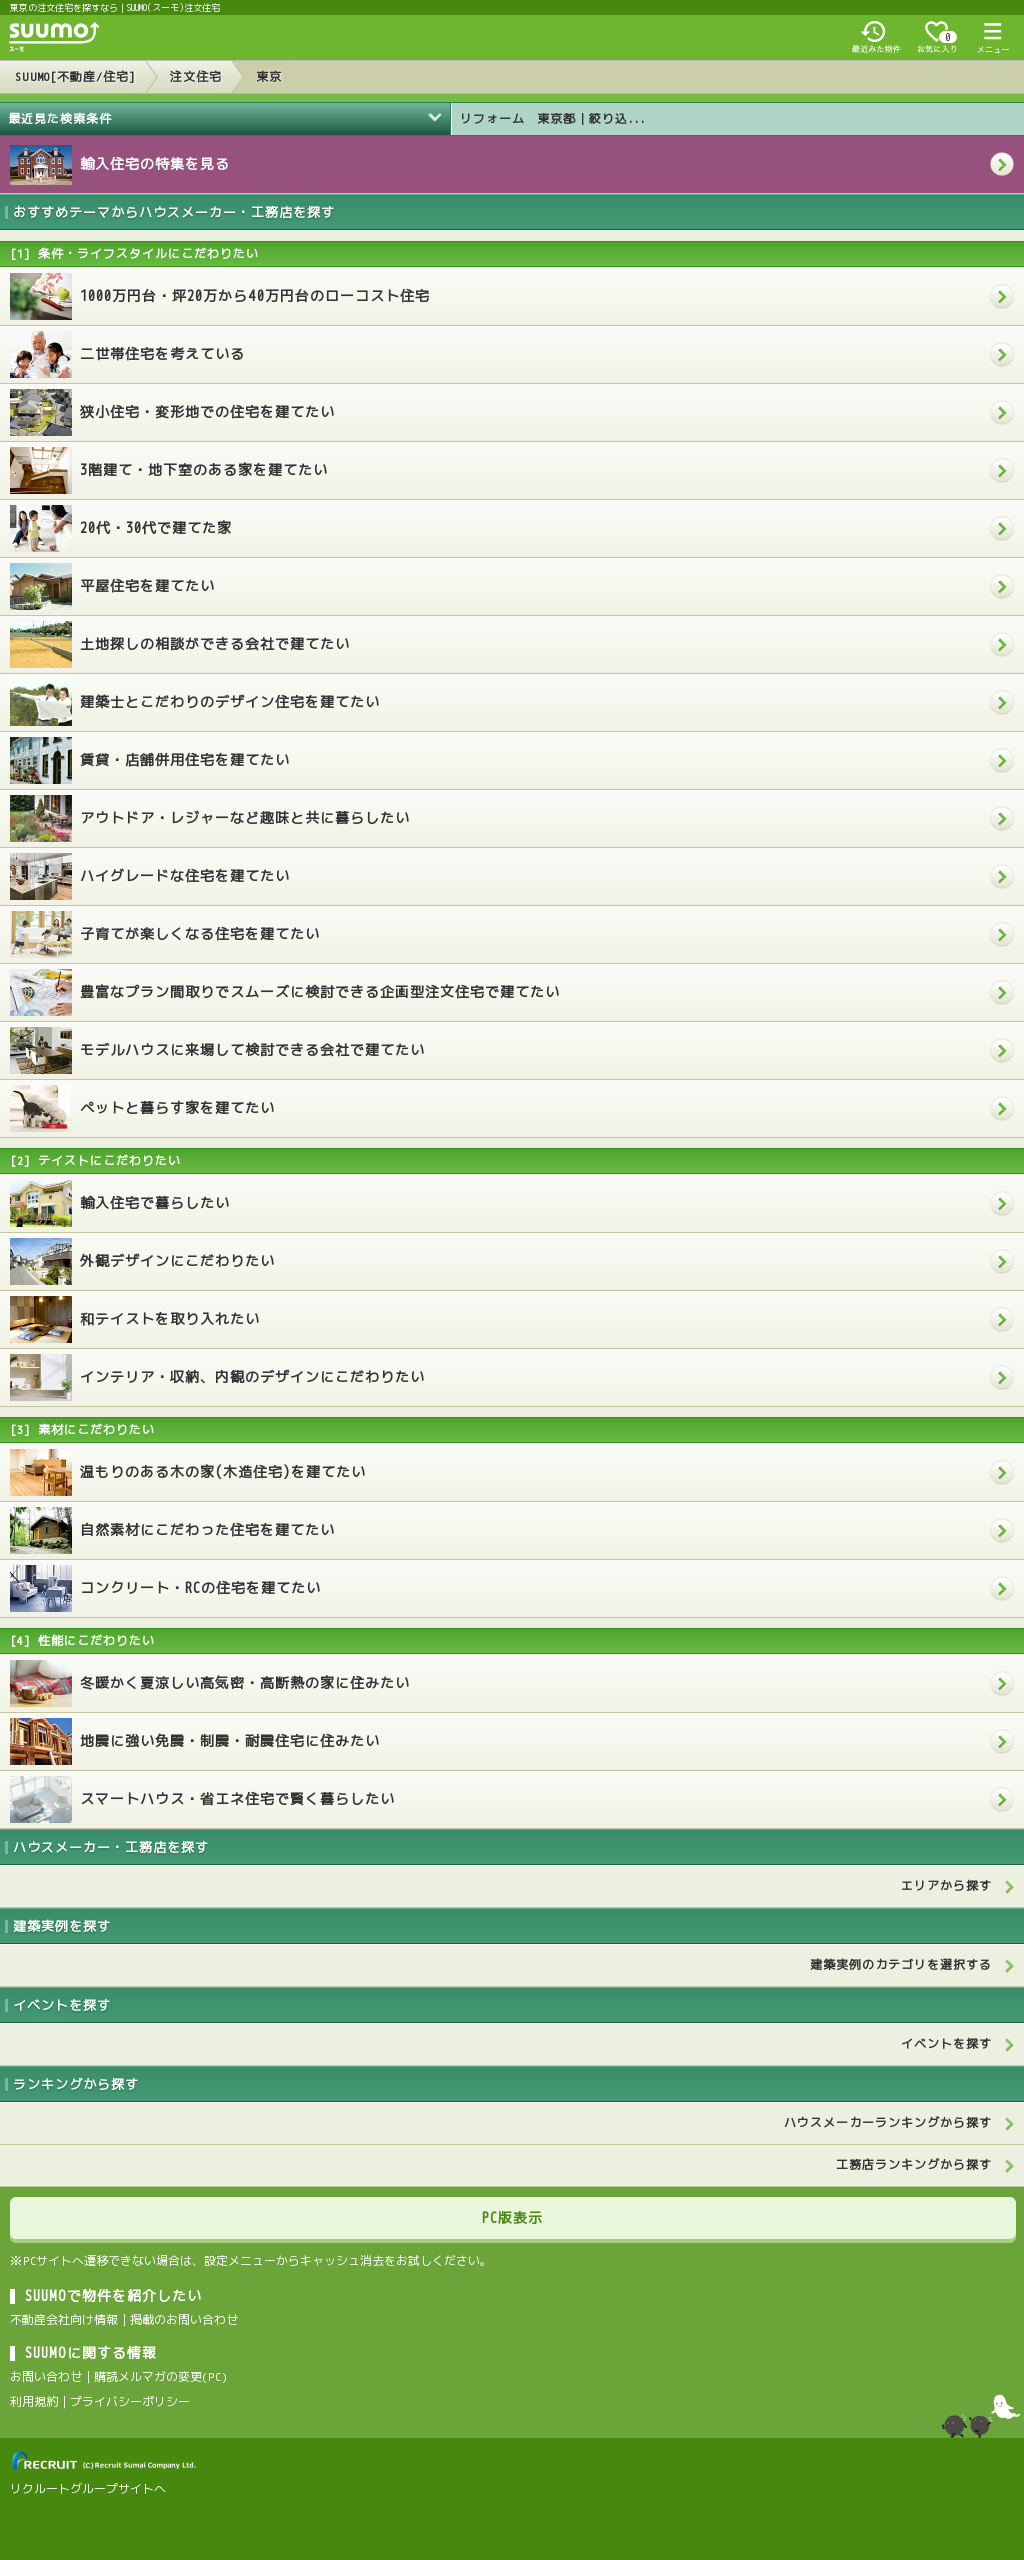 東京の注文住宅を探すなら | SUUMO(スーモ)注文住宅
SUUMO
スーモ
最近みた物件
0
お気に入り
メニュー
SUUMO[不動産/住宅]
注文住宅
東京
最近見た検索条件
リフォーム 東京都 | 絞り込...
輸入住宅の特集を見る
おすすめテーマからハウスメーカー・工務店を探す
[1] 条件・ライフスタイルにこだわりたい
1000万円台・坪20万から40万円台のローコスト住宅
二世帯住宅を考えている
狭小住宅・変形地での住宅を建てたい
3階建て・地下室のある家を建てたい
20代・30代で建てた家
平屋住宅を建てたい
土地探しの相談ができる会社で建てたい
建築士とこだわりのデザイン住宅を建てたい
賃貸・店舗併用住宅を建てたい
アウトドア・レジャーなど趣味と共に暮らしたい
ハイグレードな住宅を建てたい
子育てが楽しくなる住宅を建てたい
豊富なプラン間取りでスムーズに検討できる企画型注文住宅で建てたい
モデルハウスに来場して検討できる会社で建てたい
ペットと暮らす家を建てたい
[2] テイストにこだわりたい
輸入住宅で暮らしたい
外観デザインにこだわりたい
和テイストを取り入れたい
インテリア・収納、内観のデザインにこだわりたい
[3] 素材にこだわりたい
温もりのある木の家(木造住宅)を建てたい
自然素材にこだわった住宅を建てたい
コンクリート・RCの住宅を建てたい
[4] 性能にこだわりたい
冬暖かく夏涼しい高気密・高断熱の家に住みたい
地震に強い免震・制震・耐震住宅に住みたい
スマートハウス・省エネ住宅で賢く暮らしたい
ハウスメーカー・工務店を探す
エリアから探す
建築実例を探す
建築実例のカテゴリを選択する
イベントを探す
イベントを探す
ランキングから探す
ハウスメーカーランキングから探す
工務店ランキングから探す
PC版表示
※PCサイトへ遷移できない場合は、設定メニューからキャッシュ消去をお試しください。
SUUMOで物件を紹介したい
不動産会社向け情報 | 掲載のお問い合わせ
SUUMOに関する情報
お問い合わせ | 購読メルマガの変更(PC)
利用規約 | プライバシーポリシー
RECRUIT (C)Recruit Sumai Company Ltd.
リクルートグループサイトへ